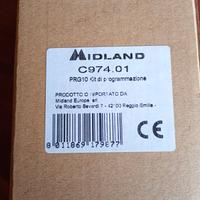 MIDLAND
C974.01
PRG10 Kit di programmazione
PRODOTTO O IMPORTATO DA:
Midland Europe srl
Via Roberto Sevardi 7 - 42100 Reggio Emilia -
CE
8 011869 179877